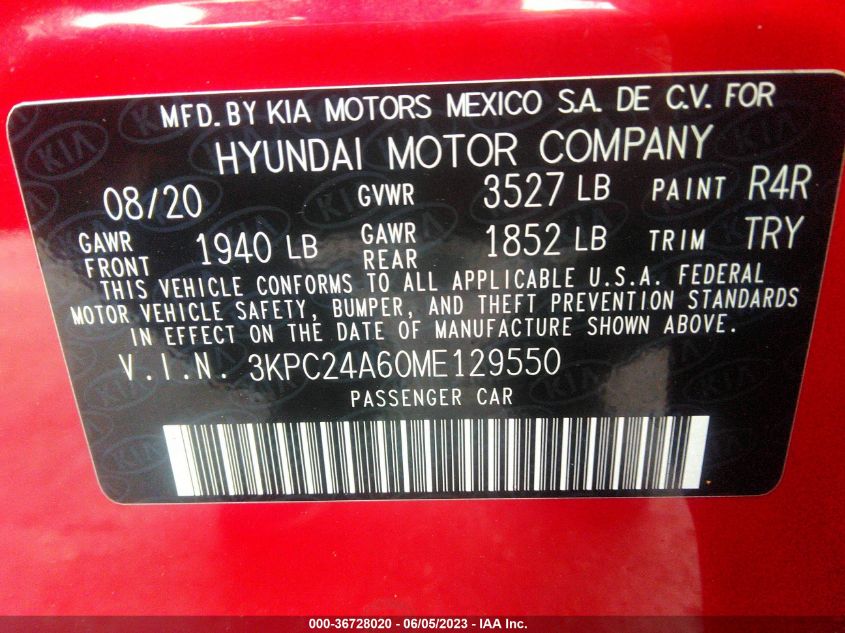 MFD. BY KIA MOTORS MEXICO S.A. DE C.V. FOR
HYUNDAI MOTOR COMPANY
08/20 GVWR 3527 LB PAINT R4R
GAWR FRONT 1940 LB GAWR REAR 1852 LB TRIM TRY
THIS VEHICLE CONFORMS TO ALL APPLICABLE U.S.A. FEDERAL
MOTOR VEHICLE SAFETY, BUMPER, AND THEFT PREVENTION STANDARDS
IN EFFECT ON THE DATE OF MANUFACTURE SHOWN ABOVE.
V.I.N. 3KPC24A60ME129550
PASSENGER CAR
000-36728020 - 06/05/2023 - IAA Inc.